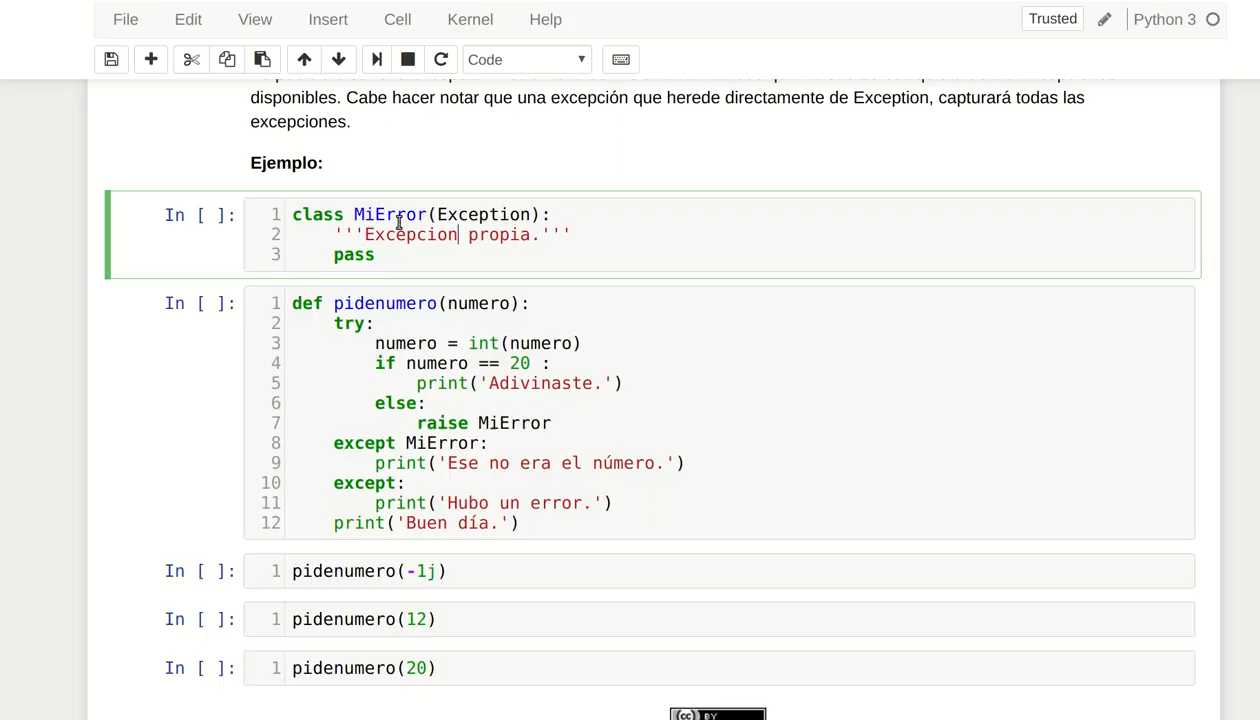 File Edit View Insert Cell Kernel Help Trusted Python 3
Code
disponibles. Cabe hacer notar que una excepción que herede directamente de Exception, capturará todas las
excepciones.
Ejemplo:
In [ ]: 1 class MiError(Exception):
2 '''Excepcion propia.'''
3 pass
In [ ]: 1 def pidenumero(numero):
2 try:
3 numero = int(numero)
4 if numero == 20 :
5 print('Adivinaste.')
6 else:
7 raise MiError
8 except MiError:
9 print('Ese no era el número.')
10 except:
11 print('Hubo un error.')
12 print('Buen día.')
In [ ]: 1 pidenumero(-1j)
In [ ]: 1 pidenumero(12)
In [ ]: 1 pidenumero(20)
cc BY